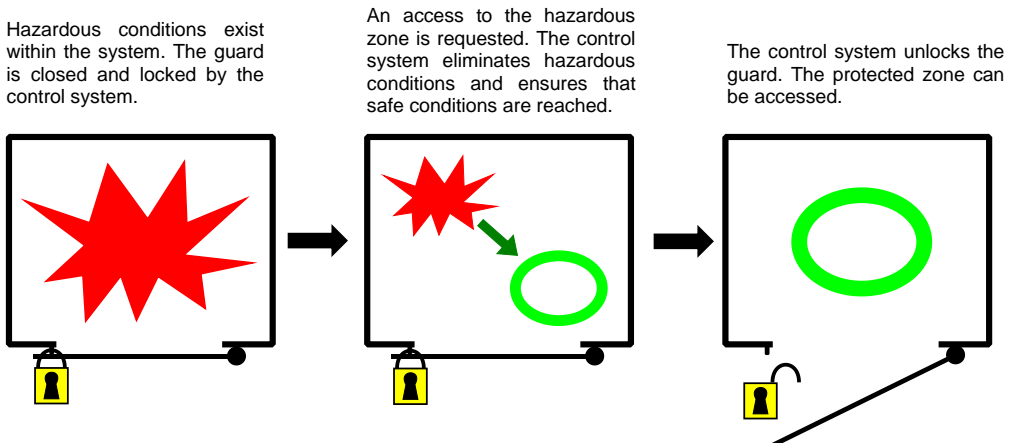 Hazardous conditions exist
within the system. The guard
is closed and locked by the
control system.
An access to the hazardous
zone is requested. The control
system eliminates hazardous
conditions and ensures that
safe conditions are reached.
The control system unlocks the
guard. The protected zone can
be accessed.